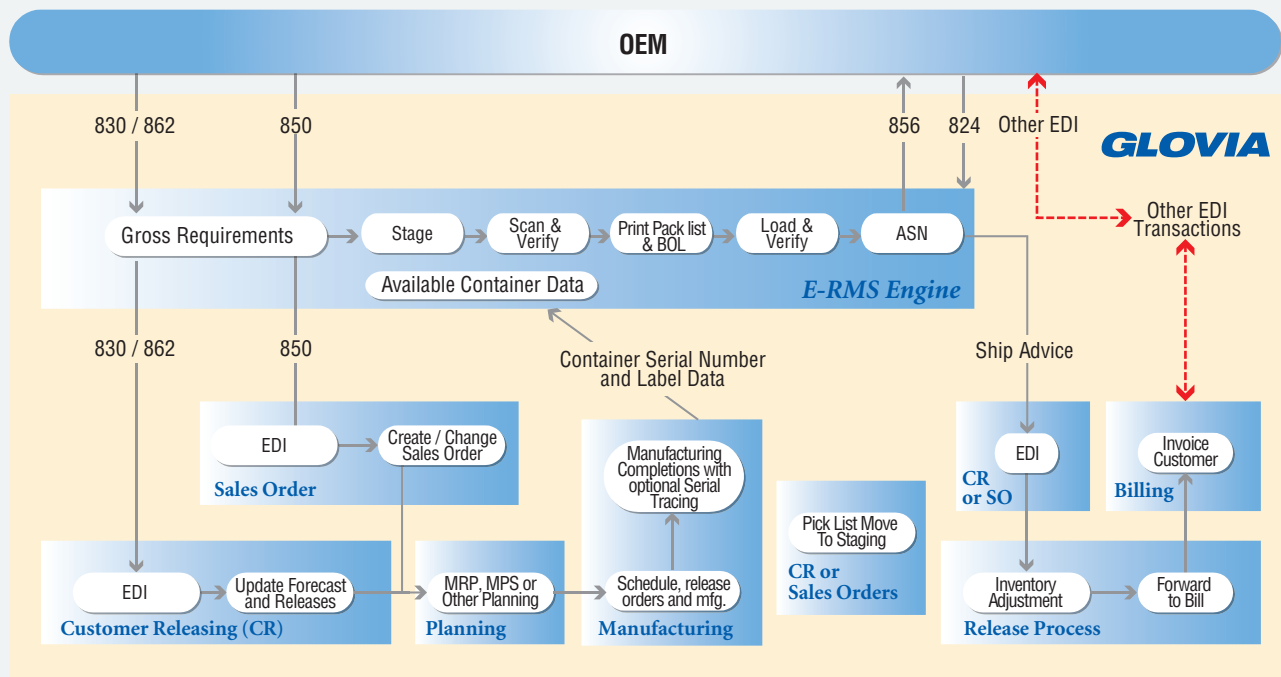 OEM
830 / 862
850
856
824
Other EDI
GLOVIA
Other EDI
Transactions
Gross Requirements
Stage
Scan &
Verify
Print Pack list
& BOL
Load &
Verify
ASN
Available Container Data
E-RMS Engine
830 / 862
850
Container Serial Number
and Label Data
Ship Advice
EDI
Create / Change
Sales Order
Sales Order
Manufacturing
Completions with
optional Serial
Tracing
EDI
CR
or SO
Invoice
Customer
Billing
Pick List Move
To Staging
CR or
Sales Orders
EDI
Update Forecast
and Releases
Customer Releasing (CR)
MRP, MPS or
Other Planning
Planning
Schedule, release
orders and mfg.
Manufacturing
Inventory
Adjustment
Forward
to Bill
Release Process